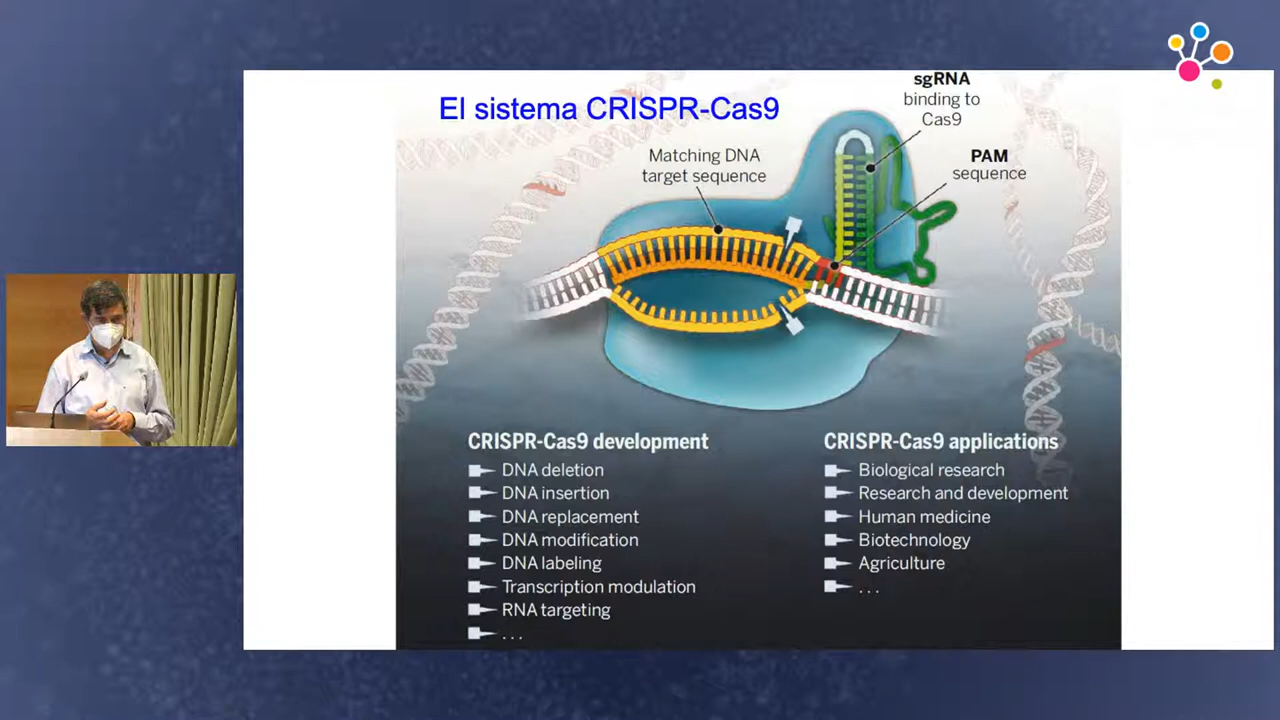 El sistema CRISPR-Cas9
sgRNA
binding to
Cas9
Matching DNA
target sequence
PAM
sequence
CRISPR-Cas9 development
DNA deletion
DNA insertion
DNA replacement
DNA modification
DNA labeling
Transcription modulation
RNA targeting
. . .
CRISPR-Cas9 applications
Biological research
Research and development
Human medicine
Biotechnology
Agriculture
. . .